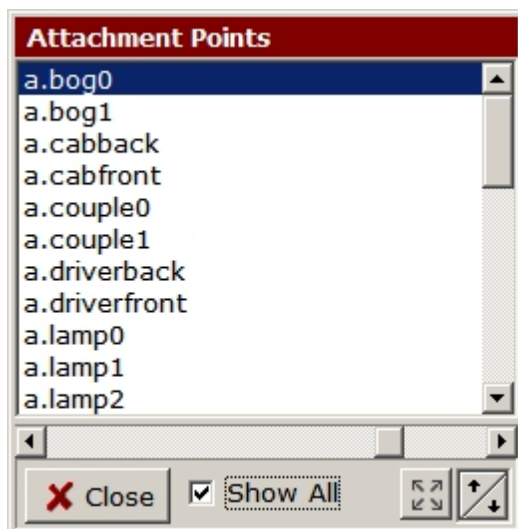 Attachment Points
a.bog0
a.bog1
a.cabback
a.cabfront
a.couple0
a.couple1
a.driverback
a.driverfront
a.lamp0
a.lamp1
a.lamp2
Close
Show All